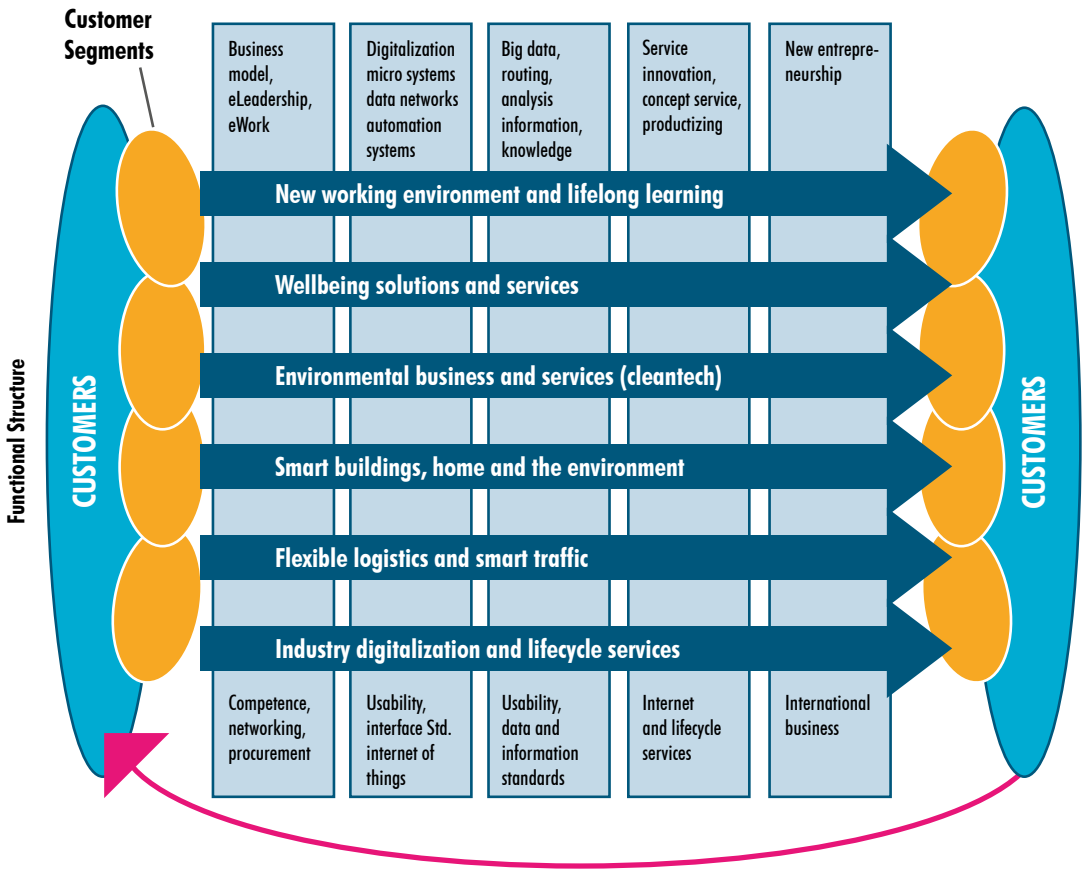 Customer
Segments
Business
model,
eLeadership,
eWork
Digitalization
micro systems
data networks
automation
systems
Big data,
routing,
analysis
information,
knowledge
Service
innovation,
concept service,
productizing
New entrepre-
neurship
New working environment and lifelong learning
Wellbeing solutions and services
Environmental business and services (cleantech)
Smart buildings, home and the environment
Flexible logistics and smart traffic
Industry digitalization and lifecycle services
Functional Structure
CUSTOMERS
CUSTOMERS
Competence,
networking,
procurement
Usability,
interface Std.
internet of
things
Usability,
data and
information
standards
Internet
and lifecycle
services
International
business